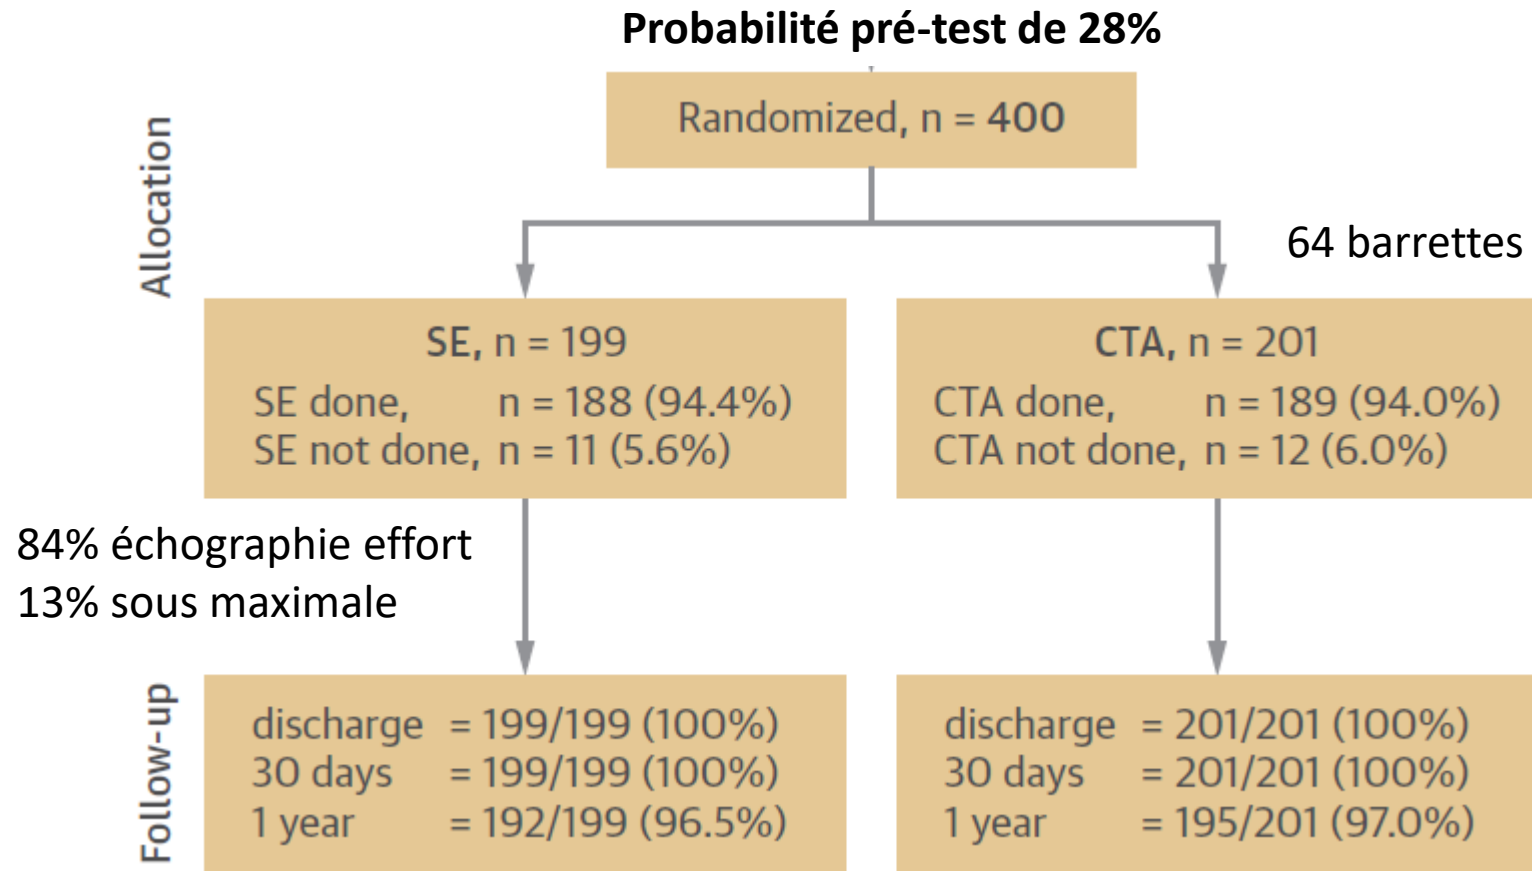 Probabilité pré-test de 28%
Randomized, n = 400
Allocation
64 barrettes
SE, n = 199
SE done, n = 188 (94.4%)
SE not done, n = 11 (5.6%)
CTA, n = 201
CTA done, n = 189 (94.0%)
CTA not done, n = 12 (6.0%)
84% échographie effort
13% sous maximale
Follow-up
discharge = 199/199 (100%)
30 days = 199/199 (100%)
1 year = 192/199 (96.5%)
discharge = 201/201 (100%)
30 days = 201/201 (100%)
1 year = 195/201 (97.0%)